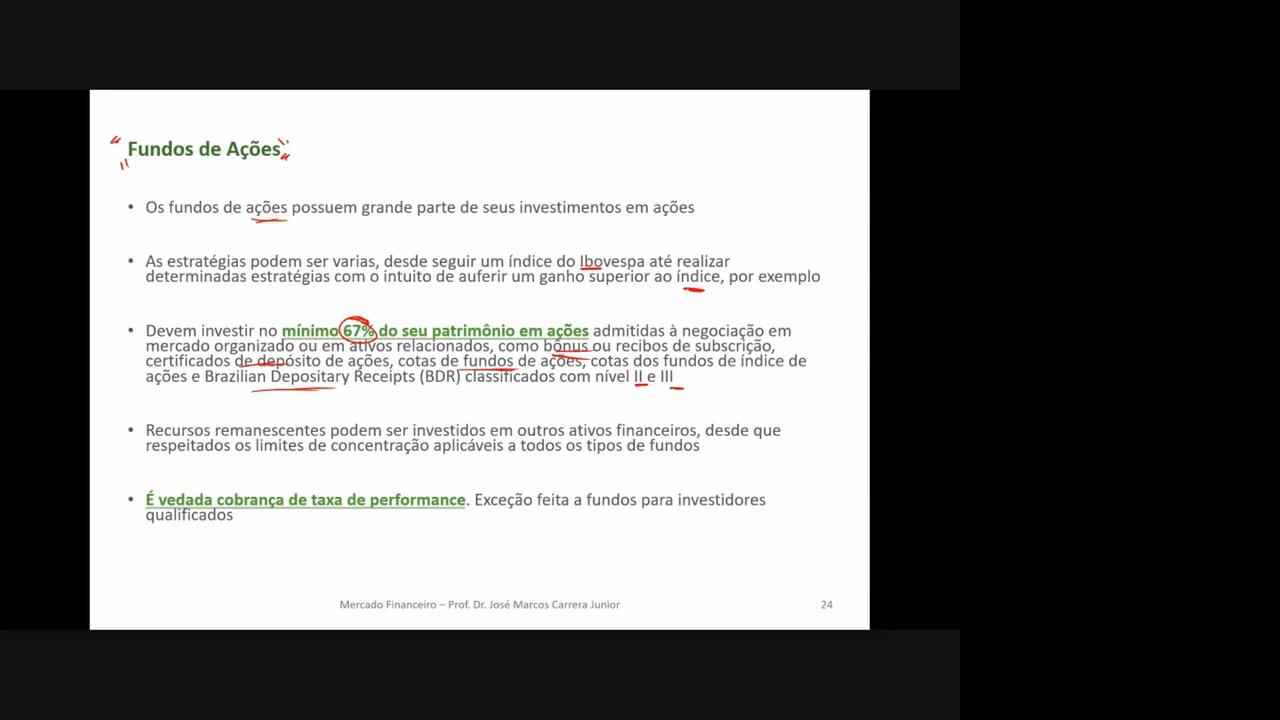 Fundos de Ações
• Os fundos de ações possuem grande parte de seus investimentos em ações
• As estratégias podem ser varias, desde seguir um índice do Ibovespa até realizar
determinadas estratégias com o intuito de auferir um ganho superior ao índice, por exemplo
• Devem investir no mínimo 67% do seu patrimônio em ações admitidas à negociação em
mercado organizado ou em ativos relacionados, como bônus ou recibos de subscrição,
certificados de depósito de ações, cotas de fundos de ações, cotas dos fundos de índice de
ações e Brazilian Depositary Receipts (BDR) classificados com nível II e III
• Recursos remanescentes podem ser investidos em outros ativos financeiros, desde que
respeitados os limites de concentração aplicáveis a todos os tipos de fundos
• É vedada cobrança de taxa de performance. Exceção feita a fundos para investidores
qualificados
Mercado Financeiro – Prof. Dr. José Marcos Carrera Junior
24